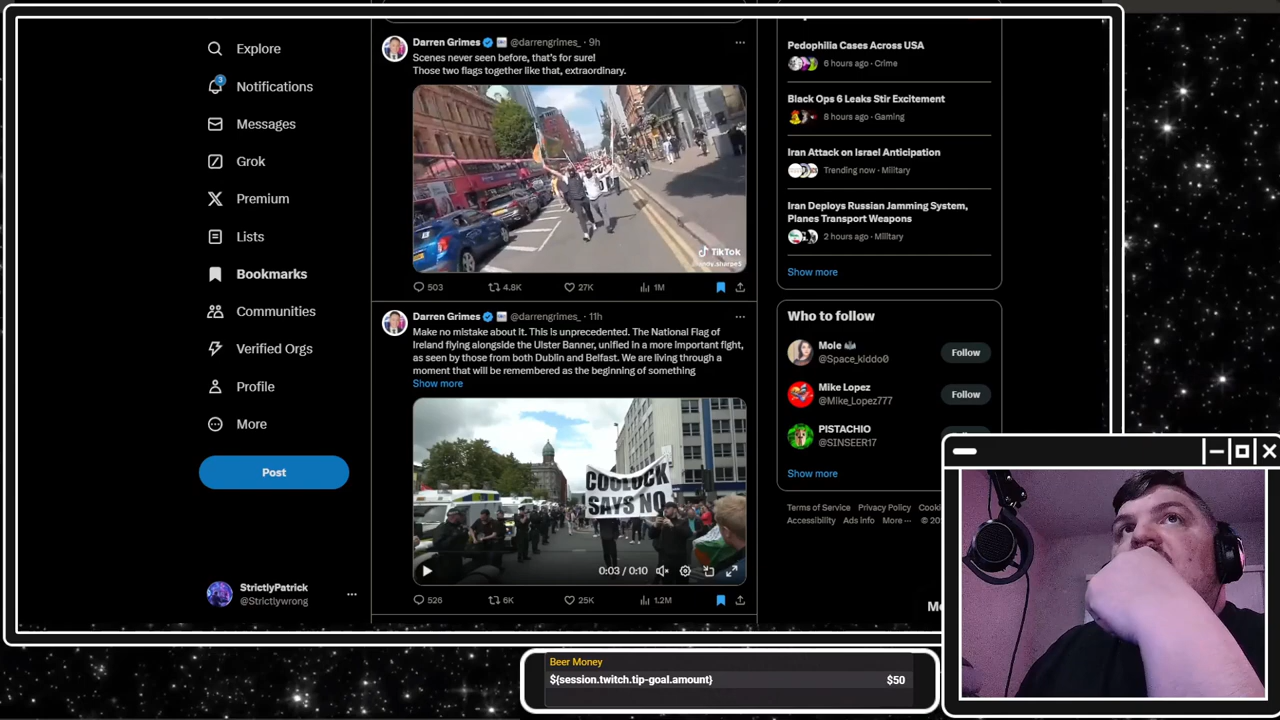 Explore
3
Notifications
Messages
Grok
Premium
Lists
Bookmarks
Communities
Verified Orgs
Profile
More
Post
StrictlyPatrick
@Strictlywrong
Darren Grimes @darrengrimes_ · 9h
Scenes never seen before, that's for sure!
Those two flags together like that, extraordinary.
TikTok
503 4.8K 27K 1M
Darren Grimes @darrengrimes_ · 11h
Make no mistake about it. This is unprecedented. The National Flag of
Ireland flying alongside the Ulster Banner, unified in a more important fight,
as seen by those from both Dublin and Belfast. We are living through a
moment that will be remembered as the beginning of something
Show more
COOLOCK
SAYS NO
0:03 / 0:10
526 6K 25K 1.2M
Pedophilia Cases Across USA
6 hours ago · Crime
Black Ops 6 Leaks Stir Excitement
8 hours ago · Gaming
Iran Attack on Israel Anticipation
Trending now · Military
Iran Deploys Russian Jamming System,
Planes Transport Weapons
2 hours ago · Military
Show more
Who to follow
Mole
@Space_kiddo0
Follow
Mike Lopez
@Mike_Lopez777
Follow
PISTACHIO
@SINSEER17
Show more
Terms of Service Privacy Policy Cook
Accessibility Ads info More ··· © 20
Me
Beer Money
${session.twitch.tip-goal.amount} $50